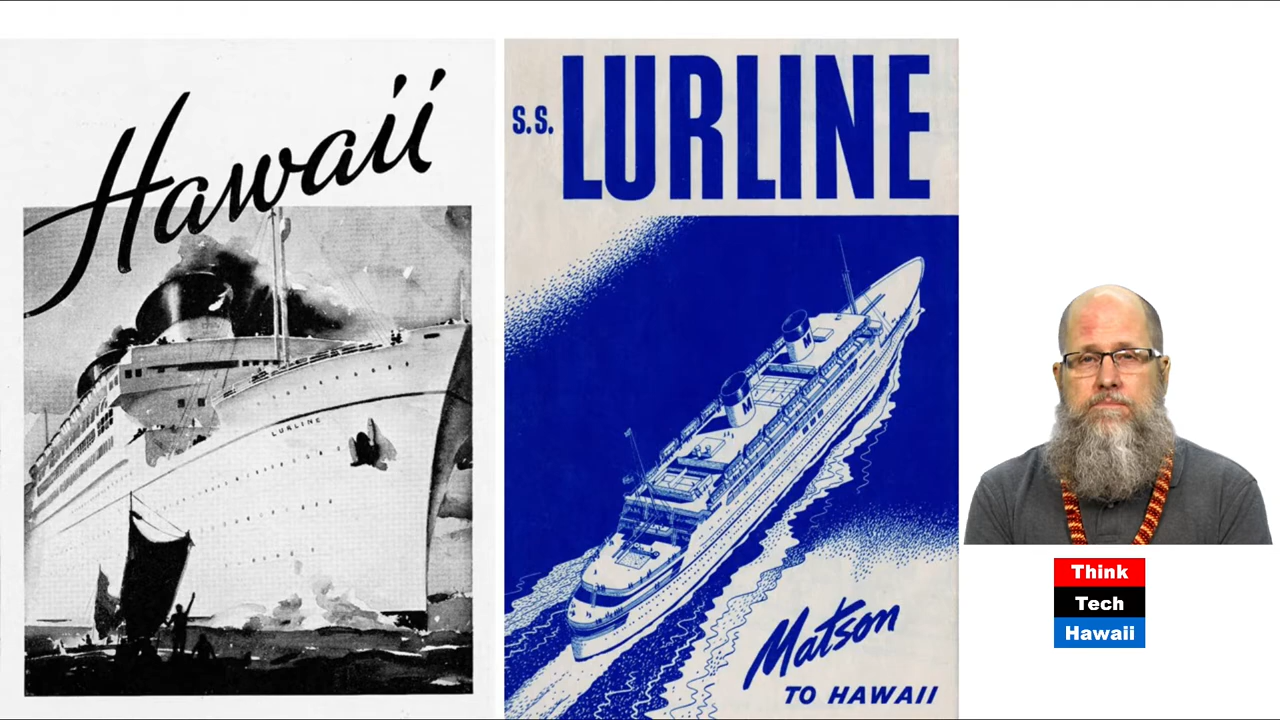 Hawaii
LURLINE
S.S. LURLINE
M
M
Matson
TO HAWAII
Think
Tech
Hawaii